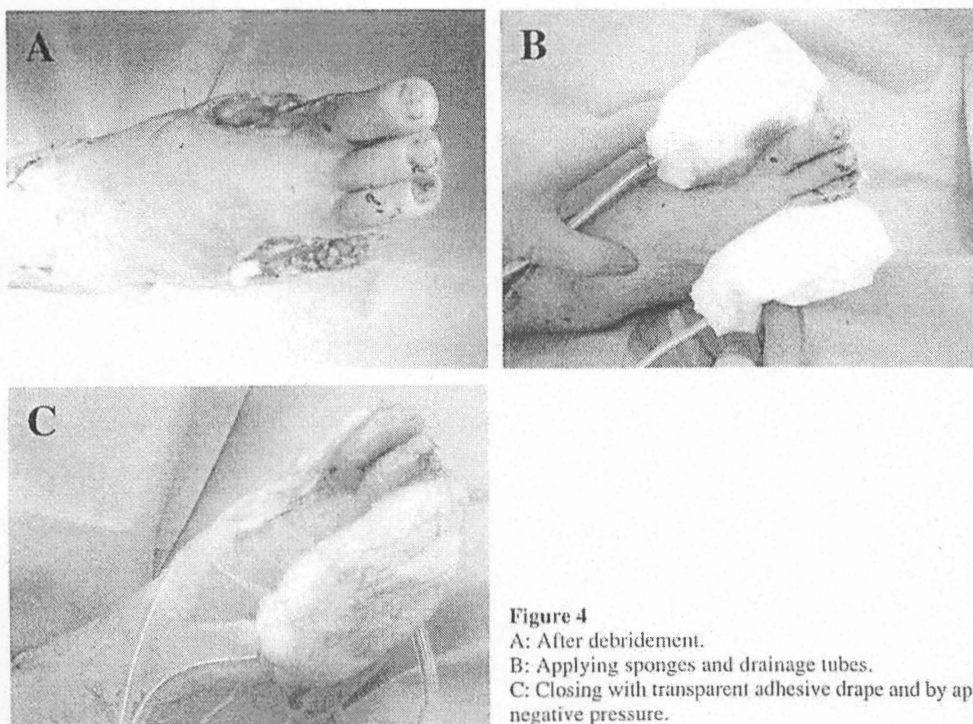 A
B
C
Figure 4
A: After debridement.
B: Applying sponges and drainage tubes.
C: Closing with transparent adhesive drape and by ap
negative pressure.